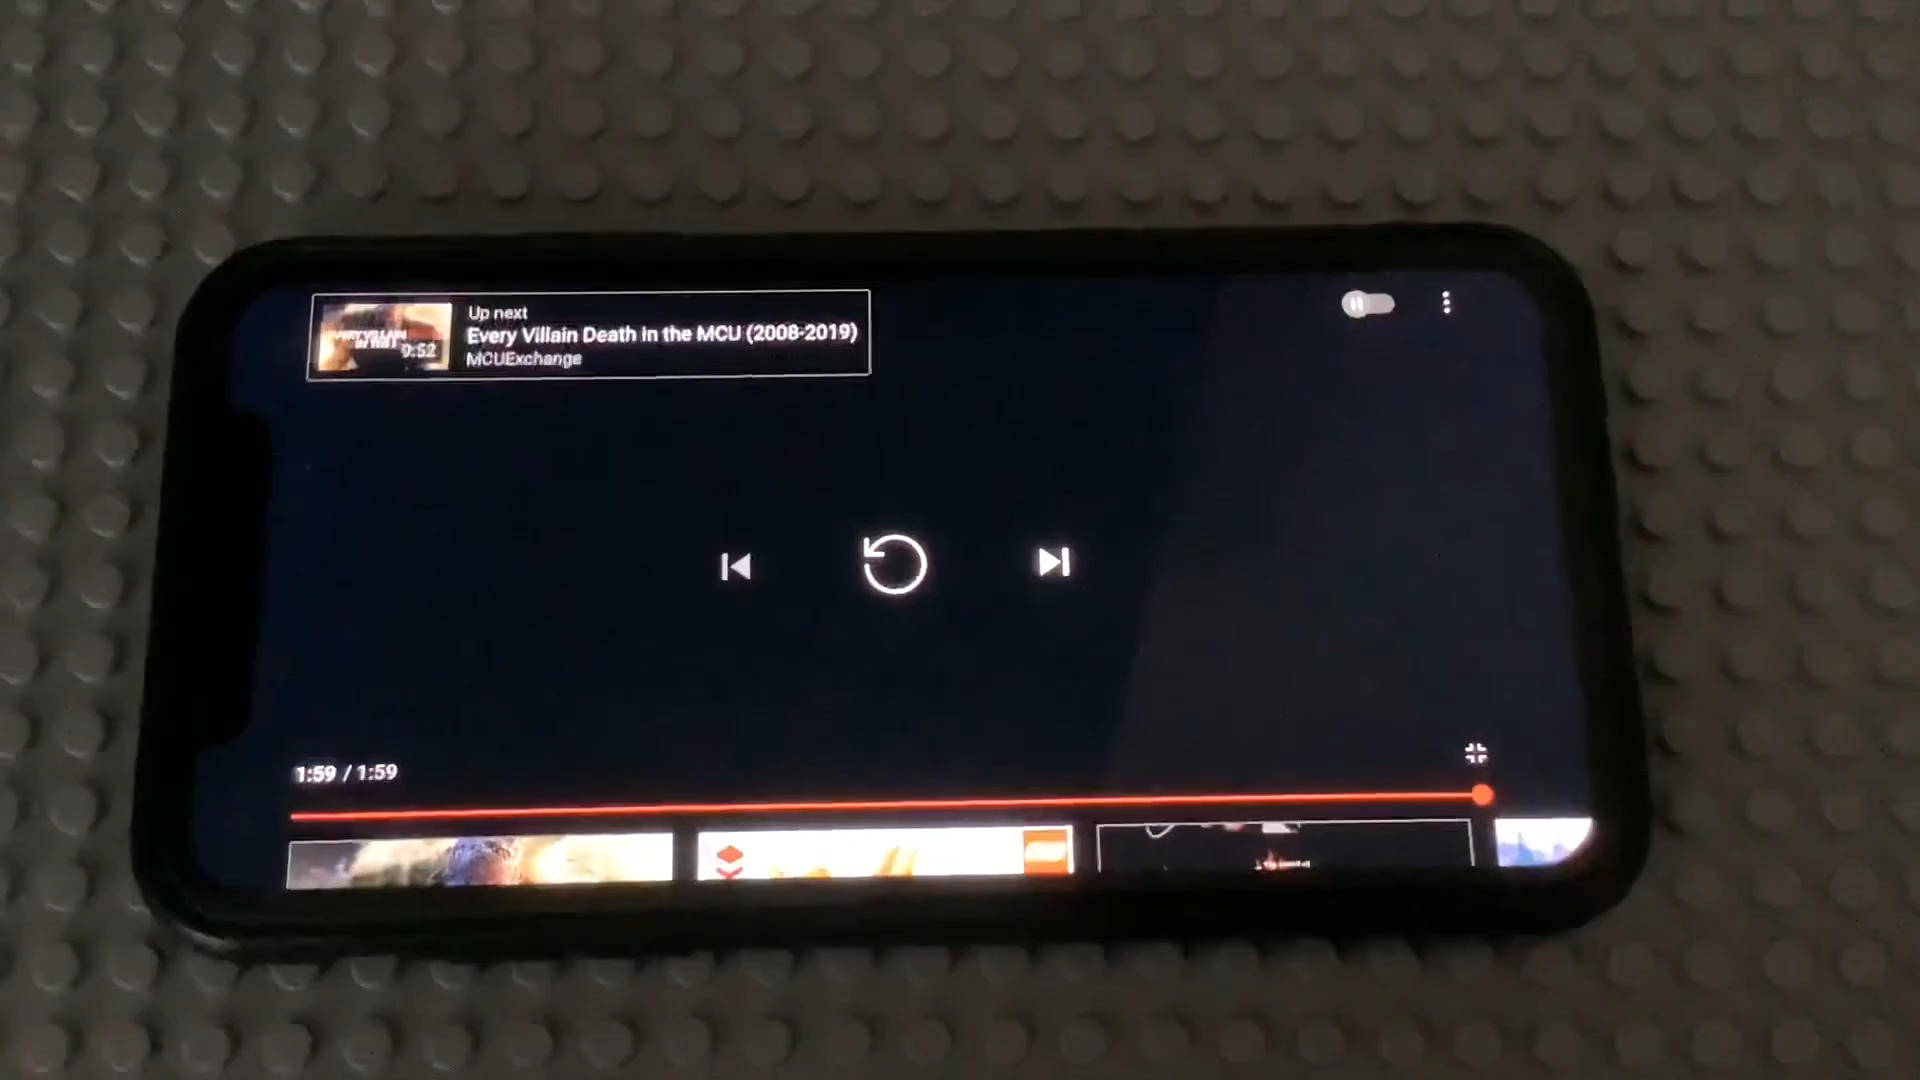 Up next
Every Villain Death in the MCU (2008-2019)
9:52
MCUExchange
1:59 / 1:59